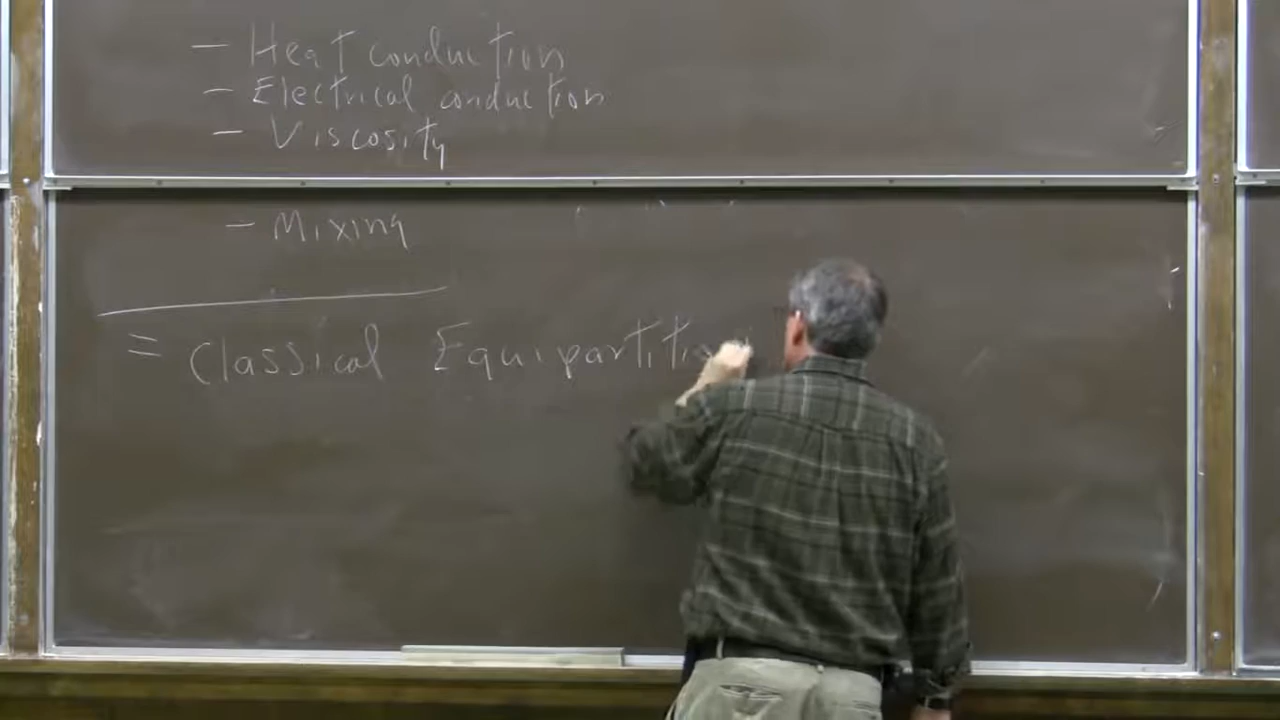 - Heat conduction
- Electrical conduction
- Viscosity
- Mixing
= Classical Equipartitio